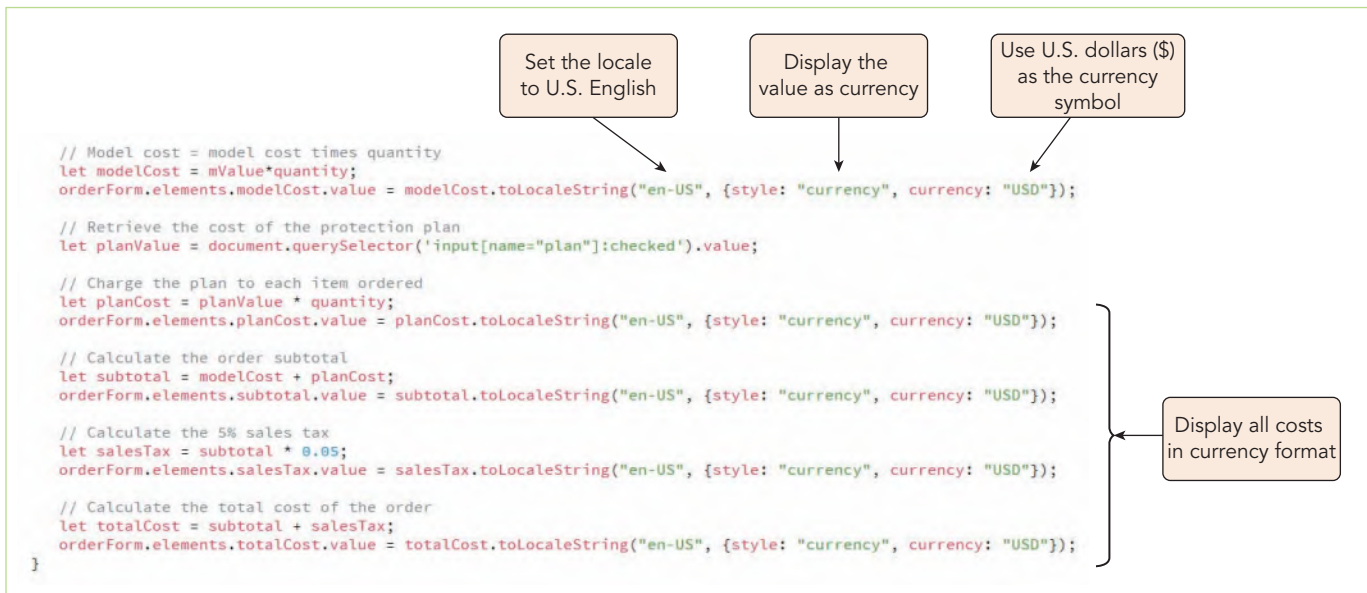 Set the locale
to U.S. English
Display the
value as currency
Use U.S. dollars ($)
as the currency
symbol
// Model cost = model cost times quantity
let modelCost = mValue*quantity;
orderForm.elements.modelCost.value = modelCost.toLocaleString("en-US", {style: "currency", currency: "USD"});
// Retrieve the cost of the protection plan
let planValue = document.querySelector('input[name="plan"]:checked').value;
// Charge the plan to each item ordered
let planCost = planValue * quantity;
orderForm.elements.planCost.value = planCost.toLocaleString("en-US", {style: "currency", currency: "USD"});
// Calculate the order subtotal
let subtotal = modelCost + planCost;
orderForm.elements.subtotal.value = subtotal.toLocaleString("en-US", {style: "currency", currency: "USD"});
// Calculate the 5% sales tax
let salesTax = subtotal * 0.05;
orderForm.elements.salesTax.value = salesTax.toLocaleString("en-US", {style: "currency", currency: "USD"});
// Calculate the total cost of the order
let totalCost = subtotal + salesTax;
orderForm.elements.totalCost.value = totalCost.toLocaleString("en-US", {style: "currency", currency: "USD"});
}
Display all costs
in currency format